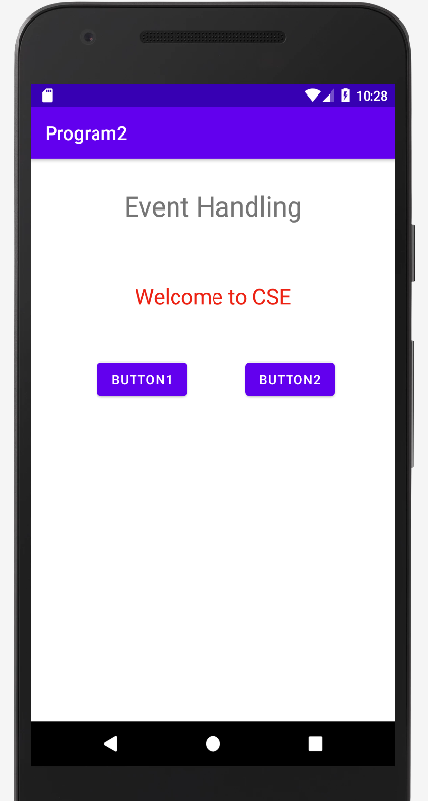 10:28
Program2
Event Handling
Welcome to CSE
BUTTON1 BUTTON2